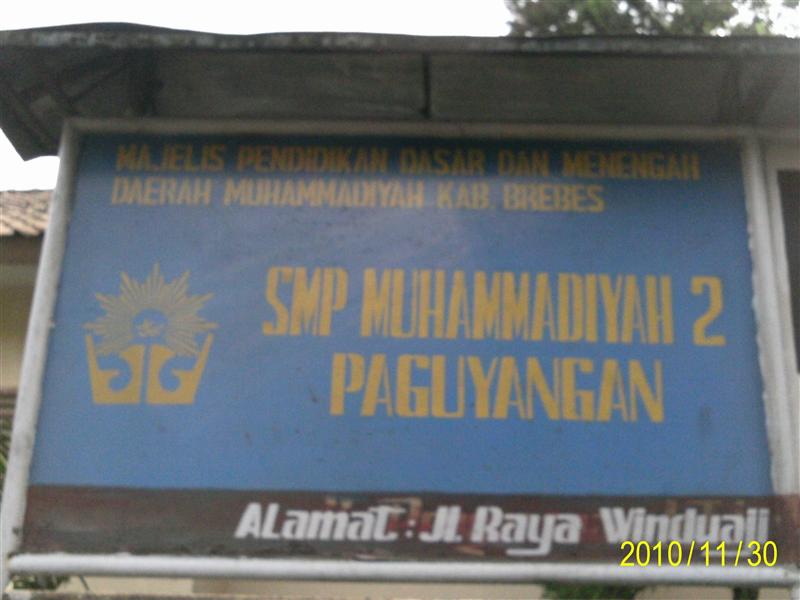 MAJELIS PENDIDIKAN DASAR DAN MENENGAH
DAERAH MUHAMMADIYAH KAB. BREBES
SMP MUHAMMADIYAH 2
PAGUYANGAN
ALamat : Jl. Raya Winduaji
2010/11/30